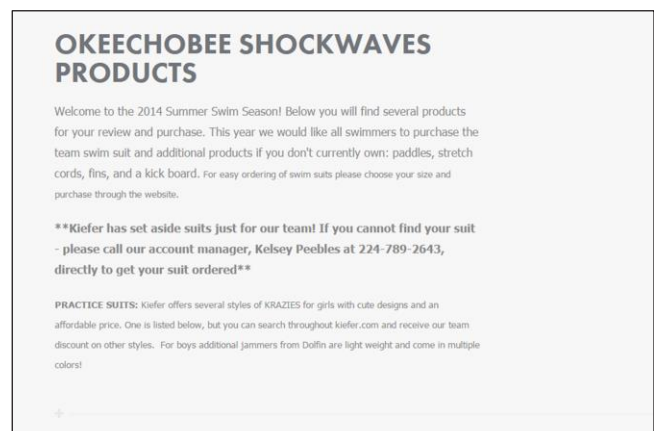 OKEECHOBEE SHOCKWAVES
PRODUCTS
Welcome to the 2014 Summer Swim Season! Below you will find several products
for your review and purchase. This year we would like all swimmers to purchase the
team swim suit and additional products if you don't currently own: paddles, stretch
cords, fins, and a kick board. For easy ordering of swim suits please choose your size and
purchase through the website.
**Kiefer has set aside suits just for our team! If you cannot find your suit
- please call our account manager, Kelsey Peebles at 224-789-2643,
directly to get your suit ordered**
PRACTICE SUITS: Kiefer offers several styles of KRAZIES for girls with cute designs and an
affordable price. One is listed below, but you can search throughout kiefer.com and receive our team
discount on other styles. For boys additional jammers from Dolfin are light weight and come in multiple
colors!